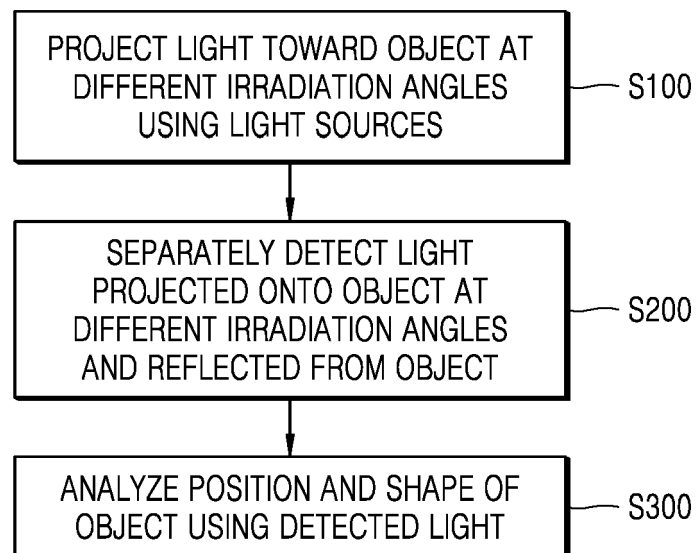 PROJECT LIGHT TOWARD OBJECT AT
DIFFERENT IRRADIATION ANGLES
USING LIGHT SOURCES
S100
SEPARATELY DETECT LIGHT
PROJECTED ONTO OBJECT AT
DIFFERENT IRRADIATION ANGLES
AND REFLECTED FROM OBJECT
S200
ANALYZE POSITION AND SHAPE OF
OBJECT USING DETECTED LIGHT
S300